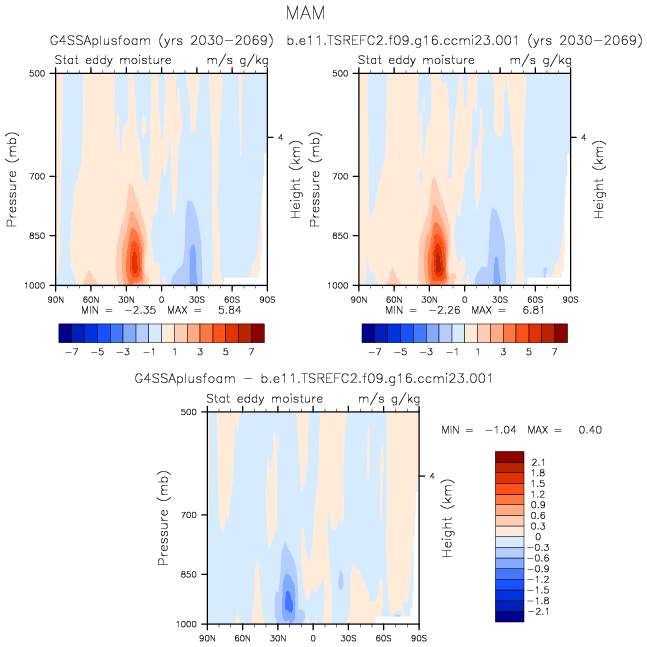 MAM
G4SSAplusfoam (yrs 2030-2069)
Stat eddy moisture m/s g/kg
Pressure (mb)
500
700
850
1000
90N 60N 30N 0 30S 60S 90S
4
Height (km)
MIN = -2.35 MAX = 5.84
-7 -5 -3 -1 1 3 5 7
b.e11.TSREFC2.f09.g16.ccmi23.001 (yrs 2030-2069)
Stat eddy moisture m/s g/kg
Pressure (mb)
500
700
850
1000
90N 60N 30N 0 30S 60S 90S
4
Height (km)
MIN = -2.26 MAX = 6.81
-7 -5 -3 -1 1 3 5 7
G4SSAplusfoam - b.e11.TSREFC2.f09.g16.ccmi23.001
Stat eddy moisture m/s g/kg
Pressure (mb)
500
700
850
1000
90N 60N 30N 0 30S 60S 90S
4
Height (km)
MIN = -1.04 MAX = 0.40
2.1
1.8
1.5
1.2
0.9
0.6
0.3
0
-0.3
-0.6
-0.9
-1.2
-1.5
-1.8
-2.1